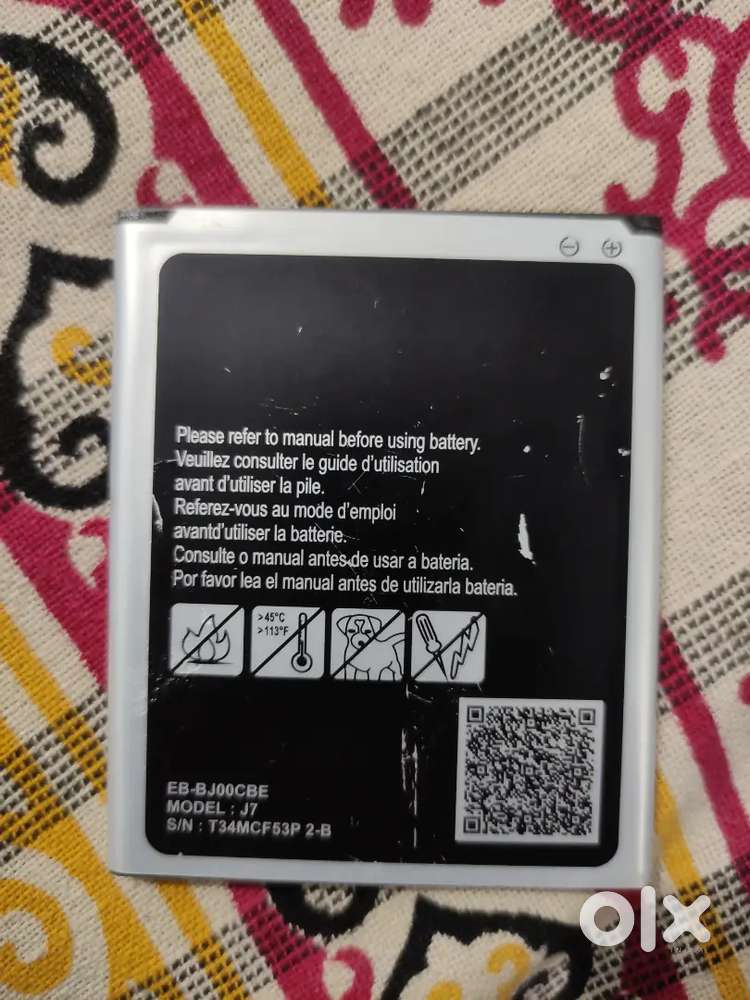 Please refer to manual before using battery.
Veuillez consulter le guide d'utilisation
avant d'utiliser la pile.
Referez-vous au mode d'emploi
avantd'utiliser la batterie.
Consulte o manual antes de usar a bateria.
Por favor lea el manual antes de utilizarla bateria.
>45°C
>113°F
EB-BJ00CBE
MODEL : J7
S/N : T34MCF53P 2-B
olx